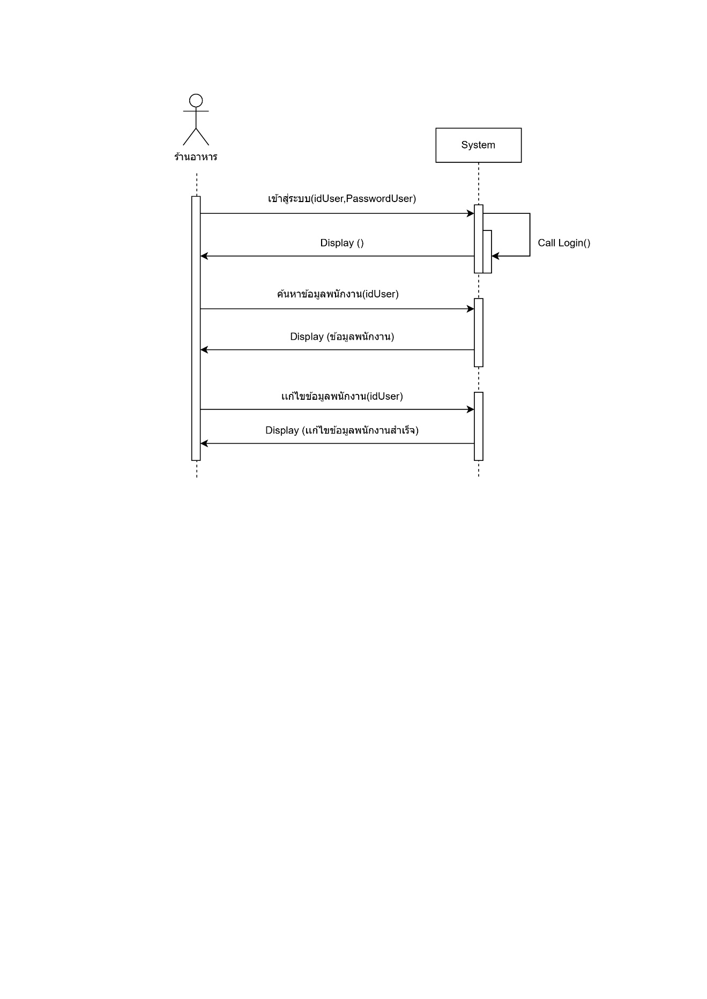 ร้านอาหาร
System
เข้าสู่ระบบ(idUser,PasswordUser)
Display ()
Call Login()
ค้นหาข้อมูลพนักงาน(idUser)
Display (ข้อมูลพนักงาน)
แก้ไขข้อมูลพนักงาน(idUser)
Display (แก้ไขข้อมูลพนักงานสำเร็จ)